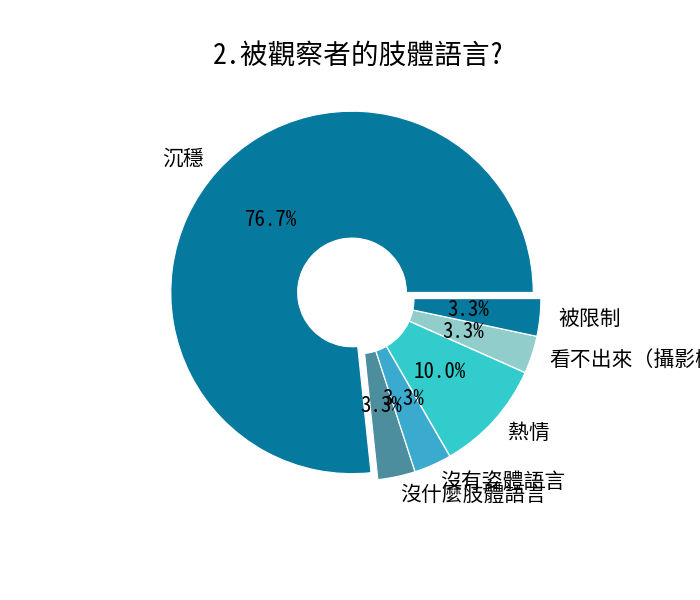 2.被觀察者的肢體語言?
沉穩
76.7%
3.3%
被限制
3.3%
看不出來（攝影
10.0%
熱情
3.3%
沒有姿體語言
3.3%
沒什麼肢體語言